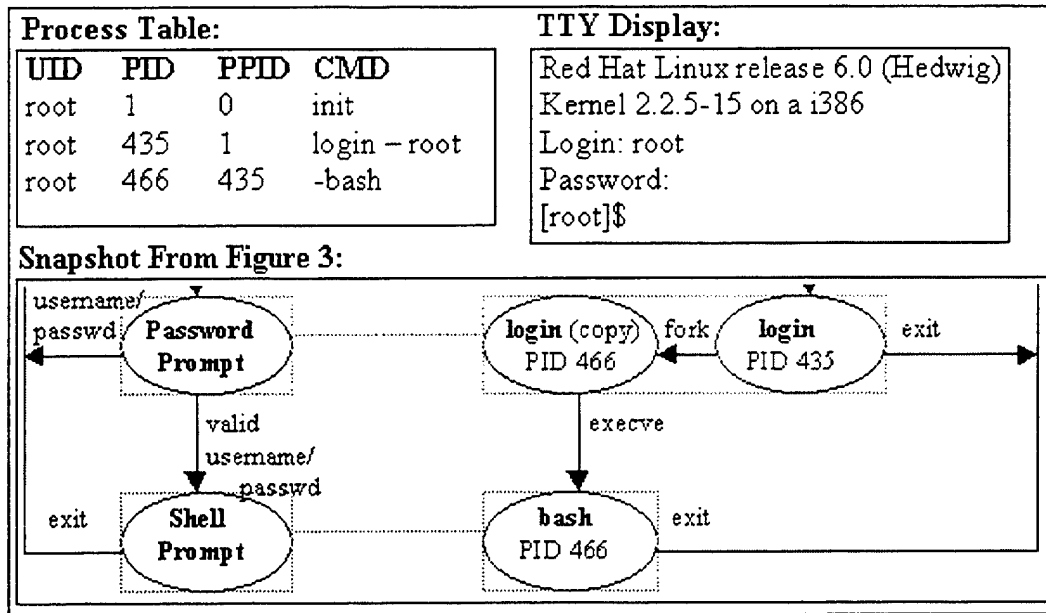 Process Table:
UID PID PPID CMD
root 1 0 init
root 435 1 login – root
root 466 435 -bash
TTY Display:
Red Hat Linux release 6.0 (Hedwig)
Kernel 2.2.5-15 on a i386
Login: root
Password:
[root]$
Snapshot From Figure 3:
username/
passwd
Password
Prompt
login (copy)
PID 466
fork
login
PID 435
exit
valid
username/
passwd
execve
exit
Shell
Prompt
bash
PID 466
exit